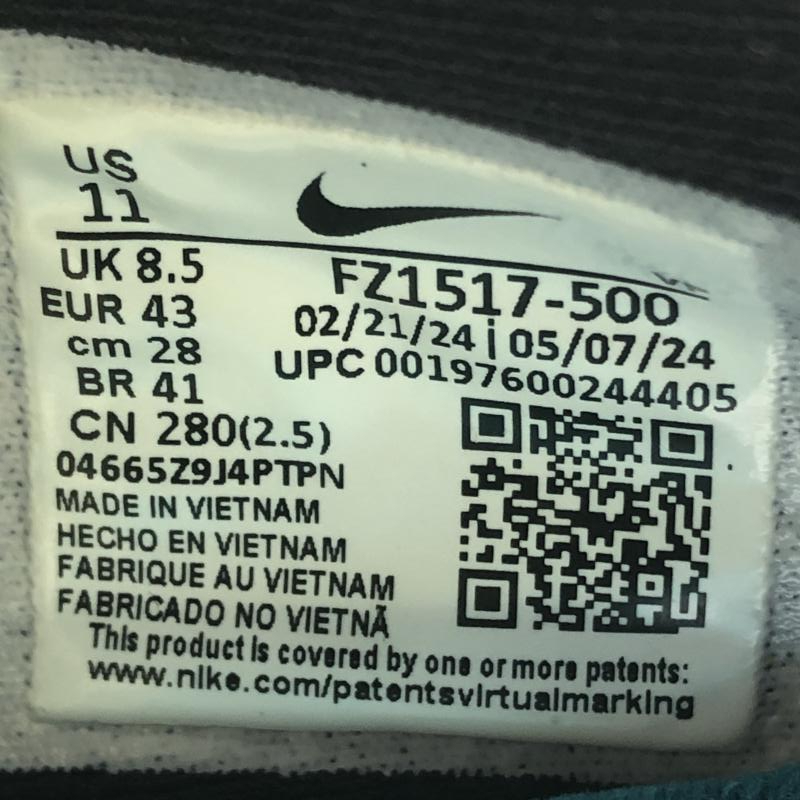 US
11
UK 8.5
EUR 43
cm 28
BR 41
CN 280(2.5)
FZ1517-500
02/21/24 | 05/07/24
UPC 00197600244405
04665Z9J4PTPN
MADE IN VIETNAM
HECHO EN VIETNAM
FABRIQUE AU VIETNAM
FABRICADO NO VIETNÃ
This product is covered by one or more patents:
www.nike.com/patentsvirtualmarking